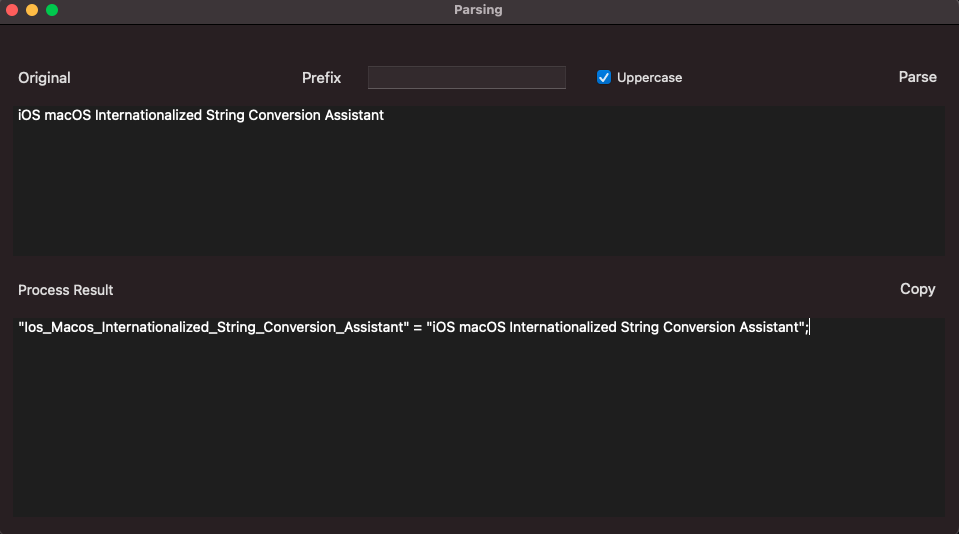 Parsing
Original Prefix Uppercase Parse
iOS macOS Internationalized String Conversion Assistant
Process Result Copy
"Ios_Macos_Internationalized_String_Conversion_Assistant" = "iOS macOS Internationalized String Conversion Assistant";